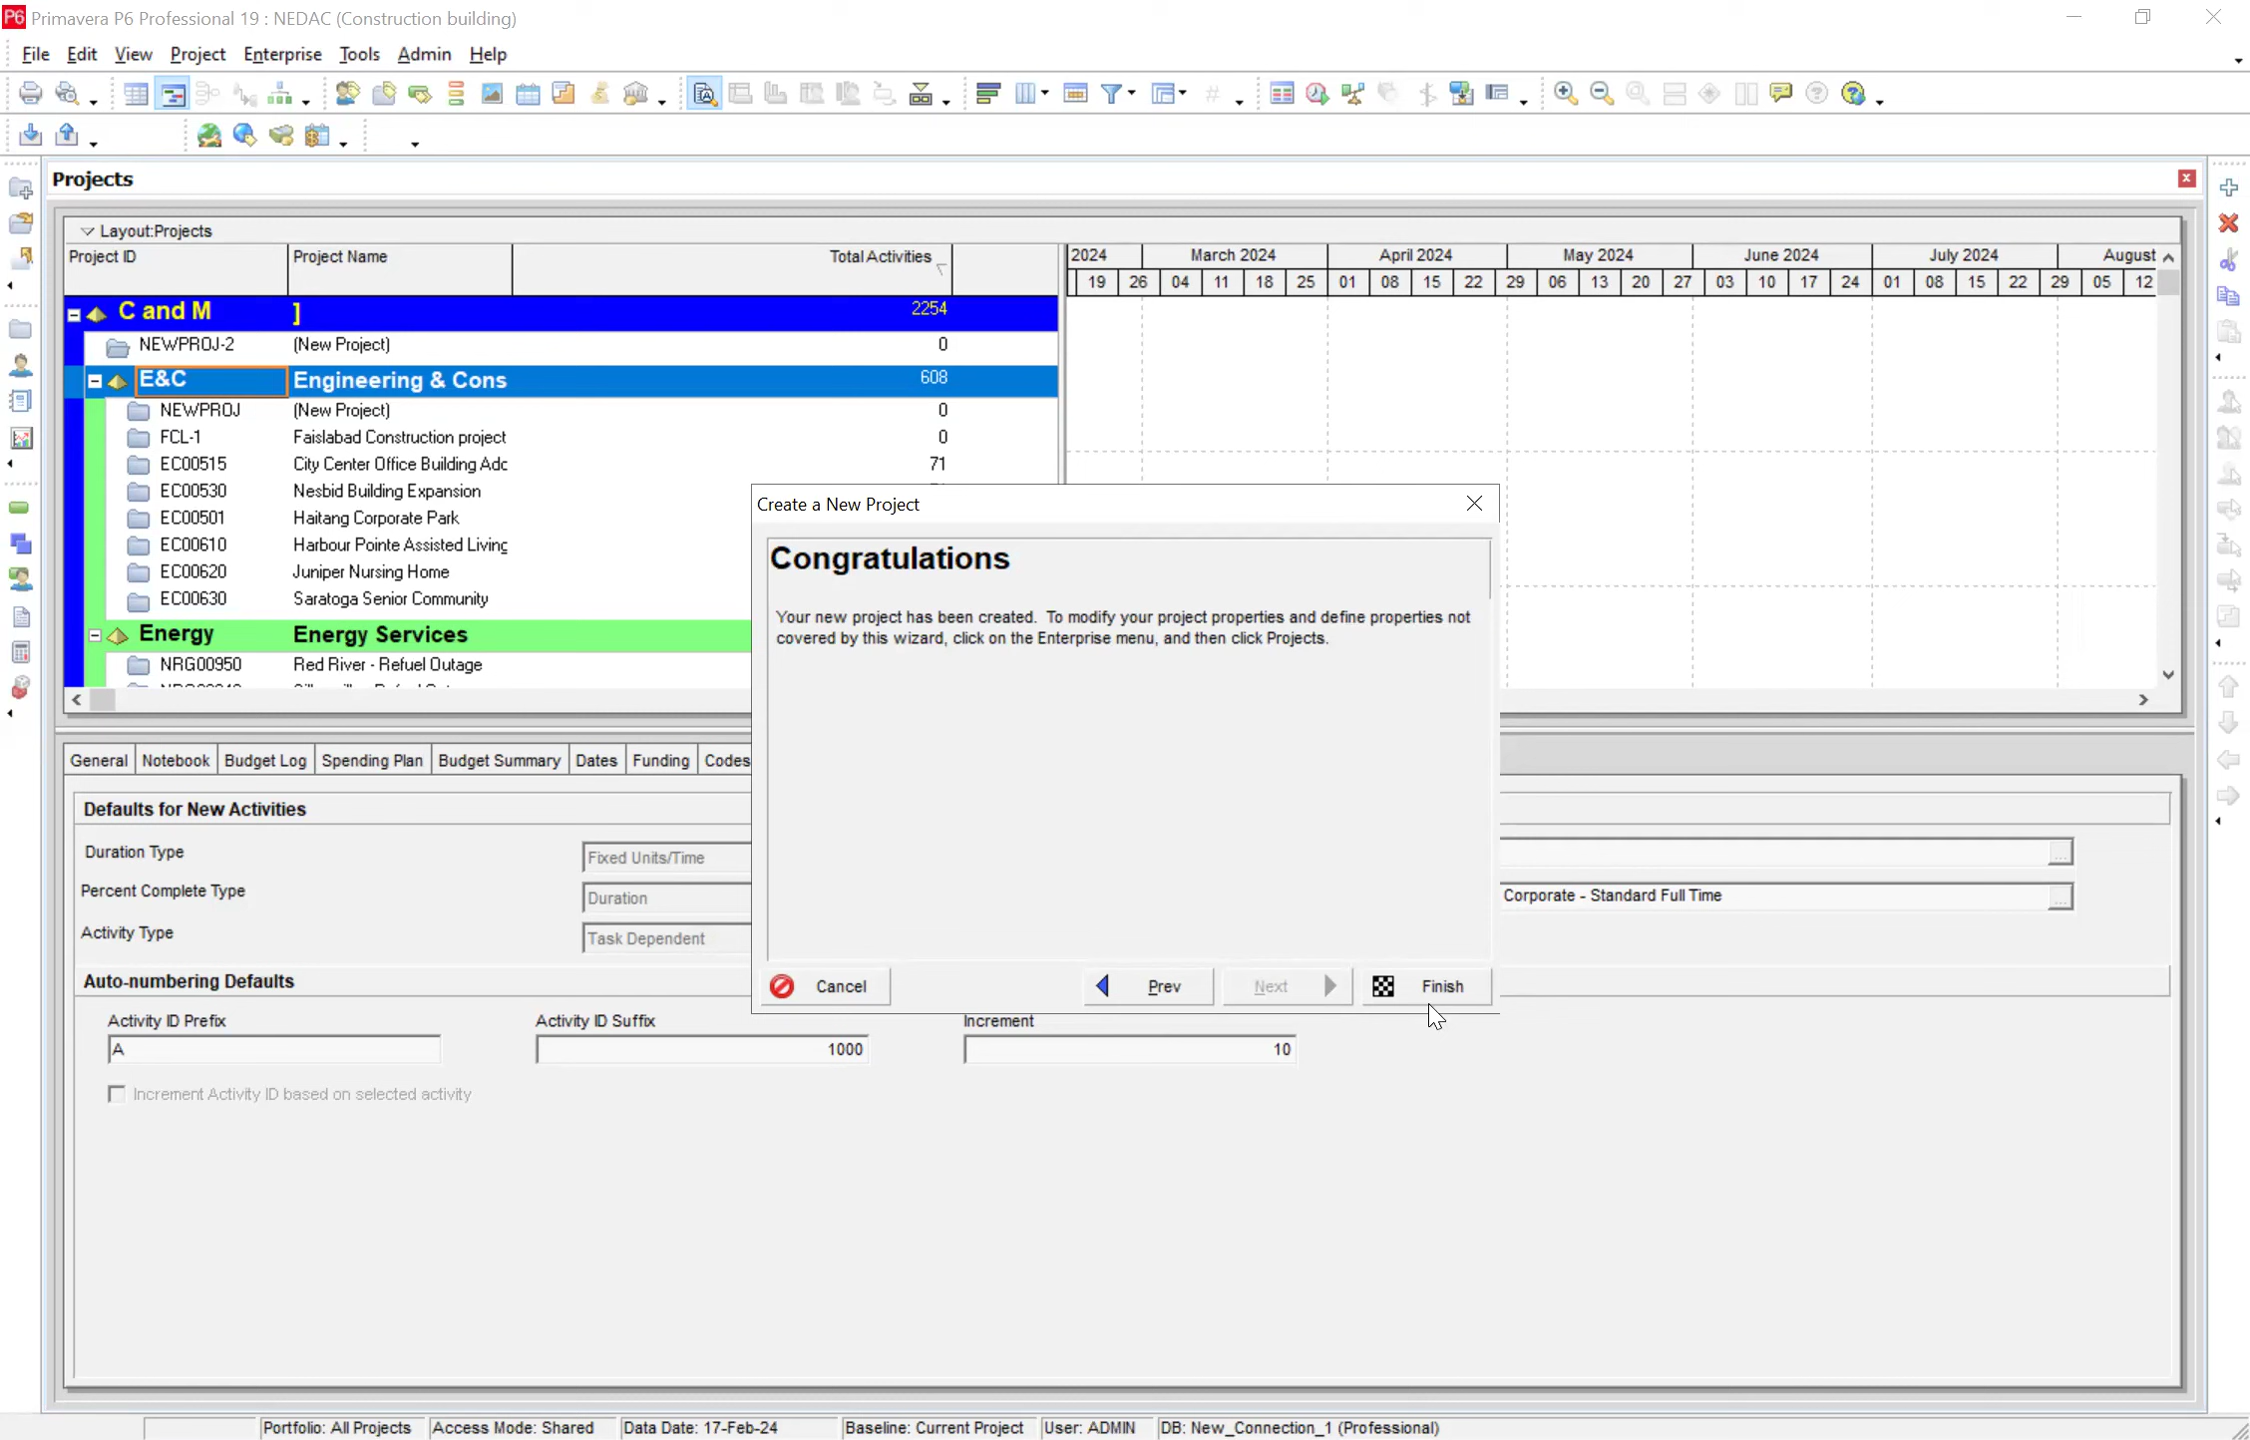 P6 Primavera P6 Professional 19 : NEDAC (Construction building)
File Edit View Project Enterprise Tools Admin Help
Projects
Layout:Projects
Project ID Project Name Total Activities
2024 March 2024 April 2024 May 2024 June 2024 July 2024 August
19 26 04 11 18 25 01 08 15 22 29 06 13 20 27 03 10 17 24 01 08 15 22 29 05 12
C and M ] 2254
NEWPROJ-2 (New Project) 0
E&C Engineering & Cons 608
NEWPROJ (New Project) 0
FCL-1 Faislabad Construction project 0
EC00515 City Center Office Building Adc 71
EC00530 Nesbid Building Expansion
EC00501 Haitang Corporate Park
EC00610 Harbour Pointe Assisted Living
EC00620 Juniper Nursing Home
EC00630 Saratoga Senior Community
Energy Energy Services
NRG00950 Red River - Refuel Outage
Create a New Project
Congratulations
Your new project has been created. To modify your project properties and define properties not
covered by this wizard, click on the Enterprise menu, and then click Projects.
Cancel Prev Next Finish
General Notebook Budget Log Spending Plan Budget Summary Dates Funding Codes
Defaults for New Activities
Duration Type Fixed Units/Time
Percent Complete Type Duration Corporate - Standard Full Time
Activity Type Task Dependent
Auto-numbering Defaults
Activity ID Prefix Activity ID Suffix Increment
A 1000 10
Increment Activity ID based on selected activity
Portfolio: All Projects Access Mode: Shared Data Date: 17-Feb-24 Baseline: Current Project User: ADMIN DB: New_Connection_1 (Professional)